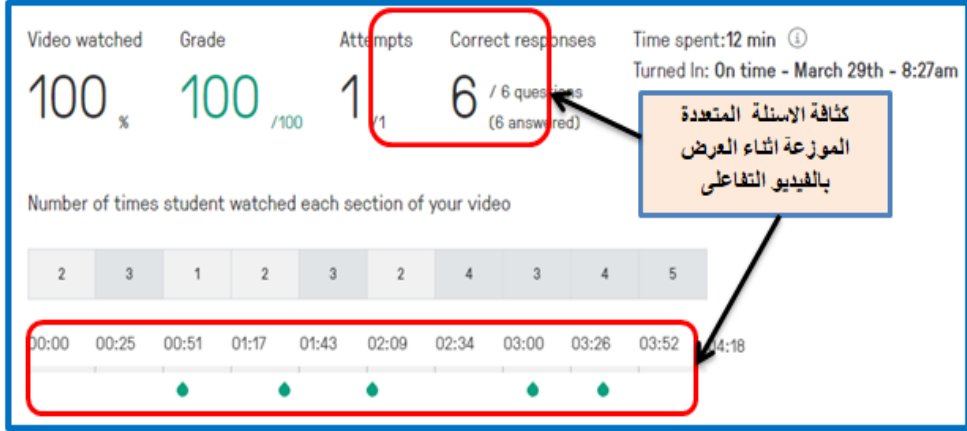 Video watched Grade Attempts Correct responses Time spent:12 min
100 % 100 /100 1 /1 6 / 6 questions (6 answered)
Turned In: On time - March 29th - 8:27am
كثافة الاسئلة المتعددة
الموزعة اثناء العرض
بالفيديو التفاعلى
Number of times student watched each section of your video
2 3 1 2 3 2 4 3 4 5
00:00 00:25 00:51 01:17 01:43 02:09 02:34 03:00 03:26 03:52 04:18